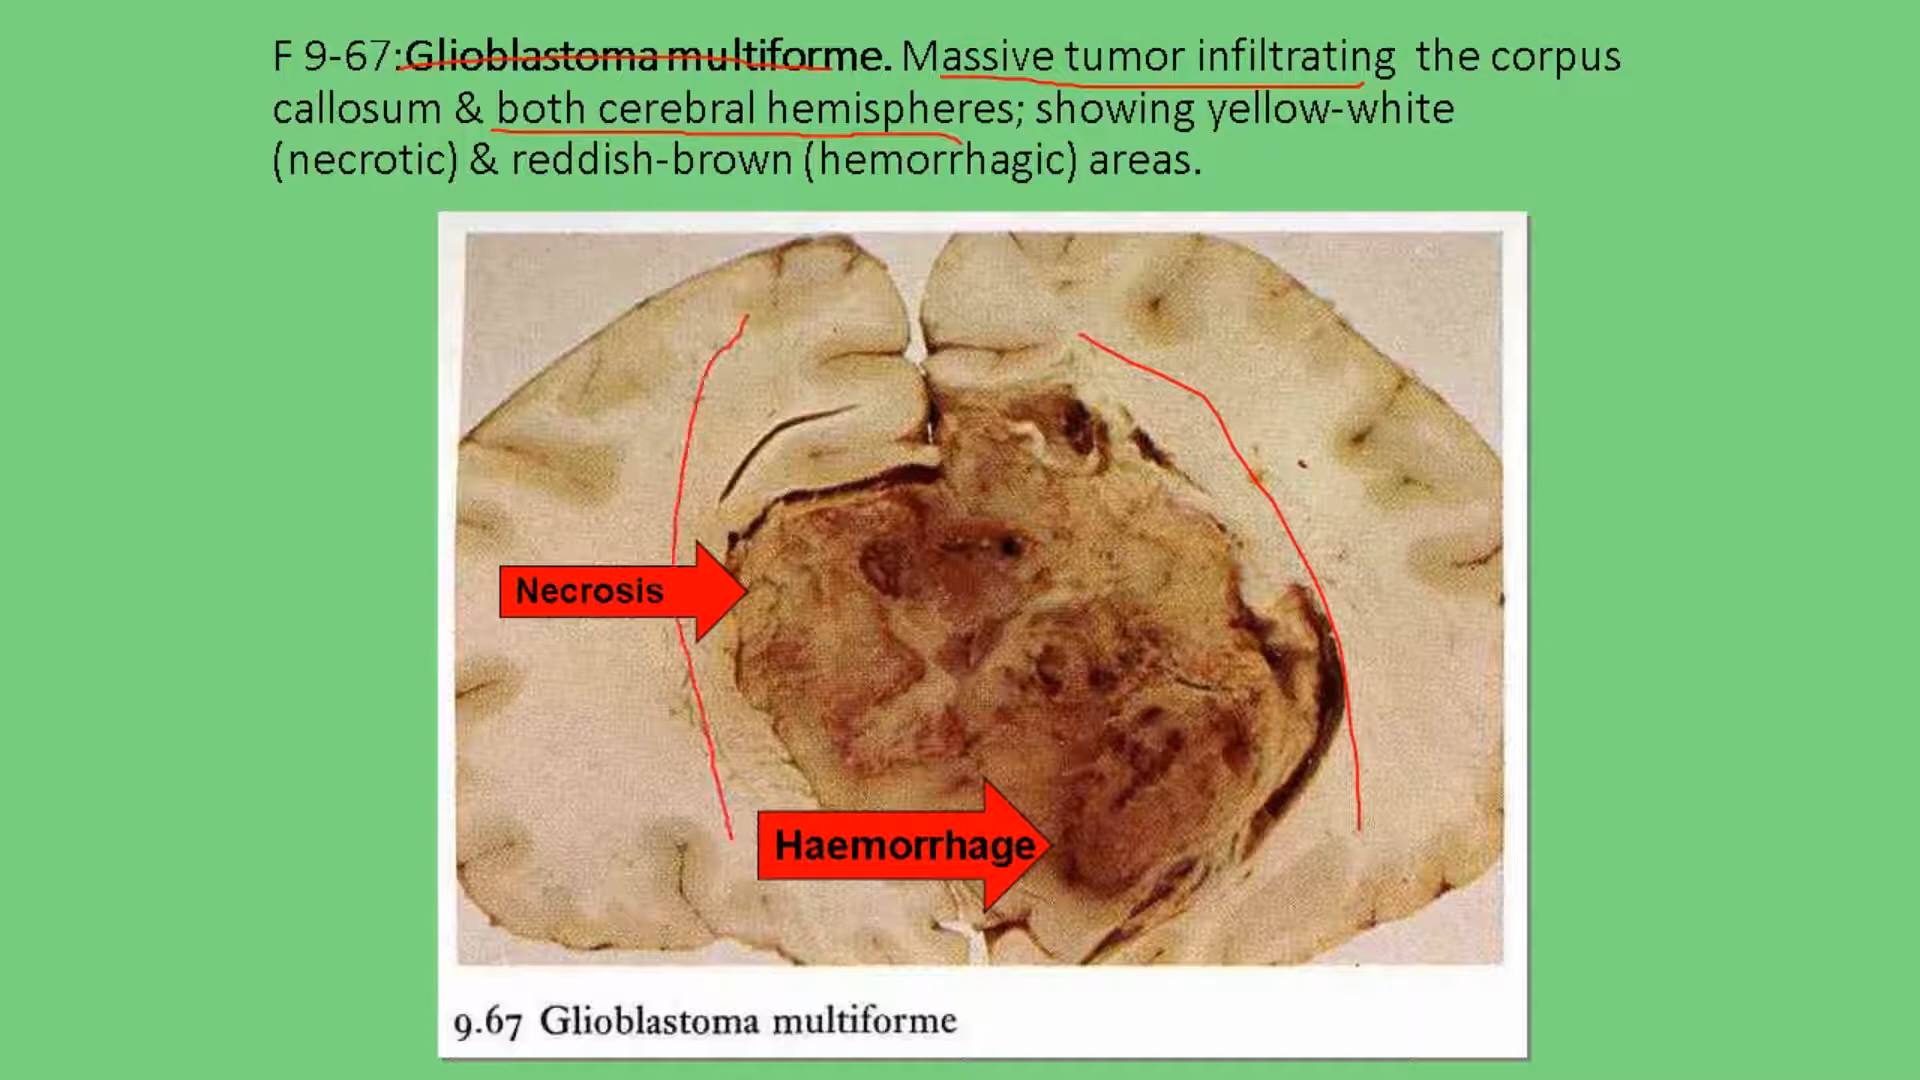 F 9-67:Glioblastoma multiforme. Massive tumor infiltrating the corpus
callosum & both cerebral hemispheres; showing yellow-white
(necrotic) & reddish-brown (hemorrhagic) areas.
Necrosis
Haemorrhage
9.67 Glioblastoma multiforme